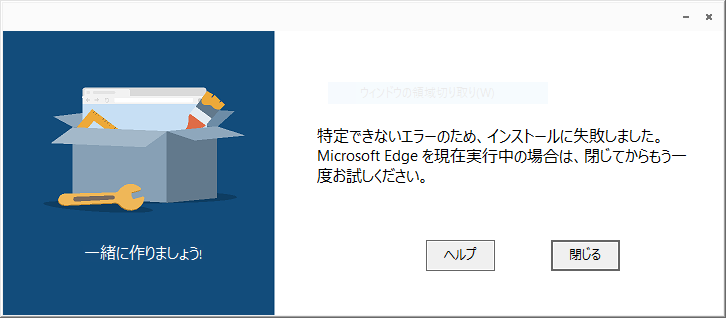 ウィンドウの領域切り取り(W)
特定できないエラーのため、インストールに失敗しました。
Microsoft Edge を現在実行中の場合は、閉じてからもう一
度お試しください。
一緒に作りましょう!
ヘルプ
閉じる